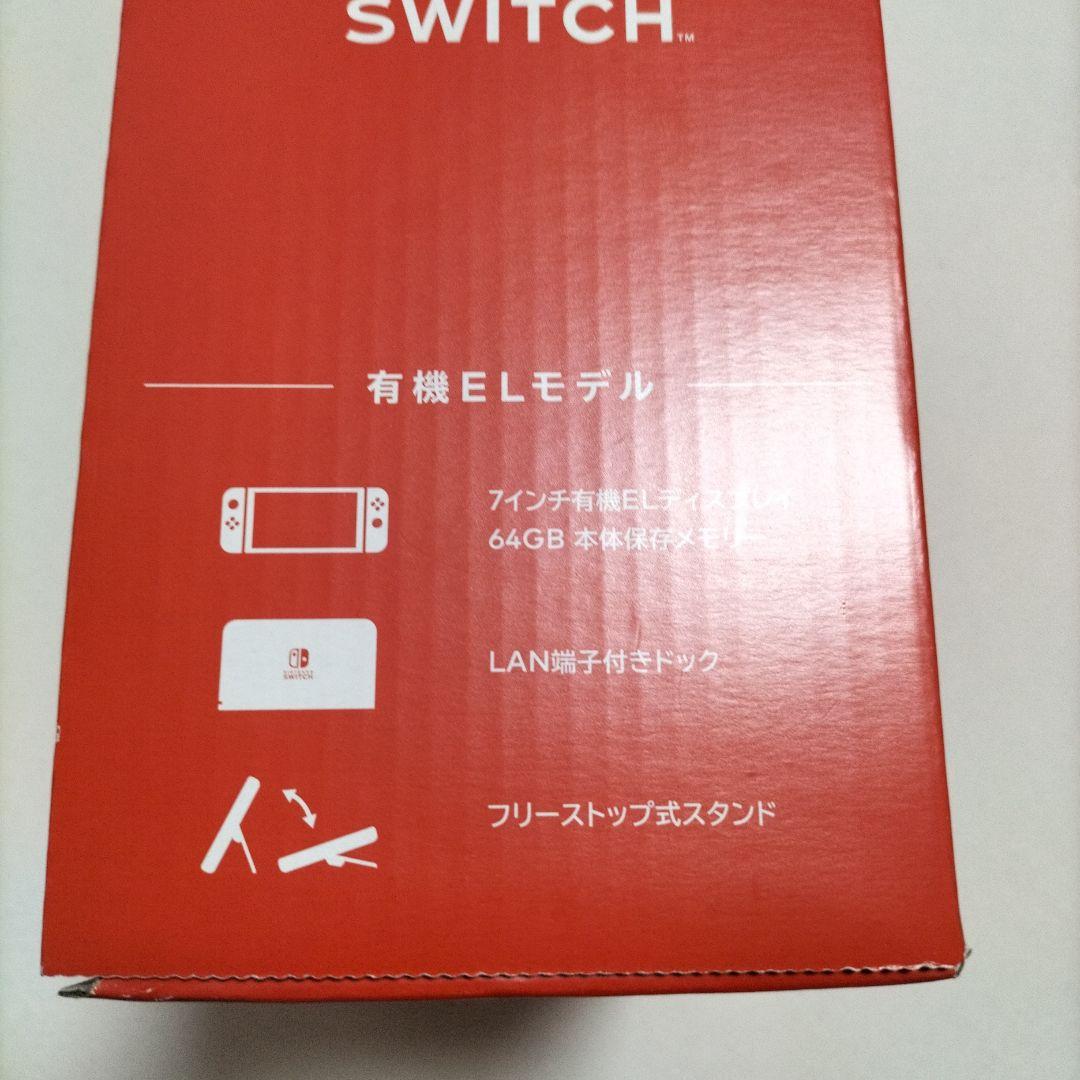 SWITCH™
有機ELモデル
7インチ有機ELディスプレイ
64GB 本体保存メモリー
LAN端子付きドック
SWITCH
フリーストップ式スタンド